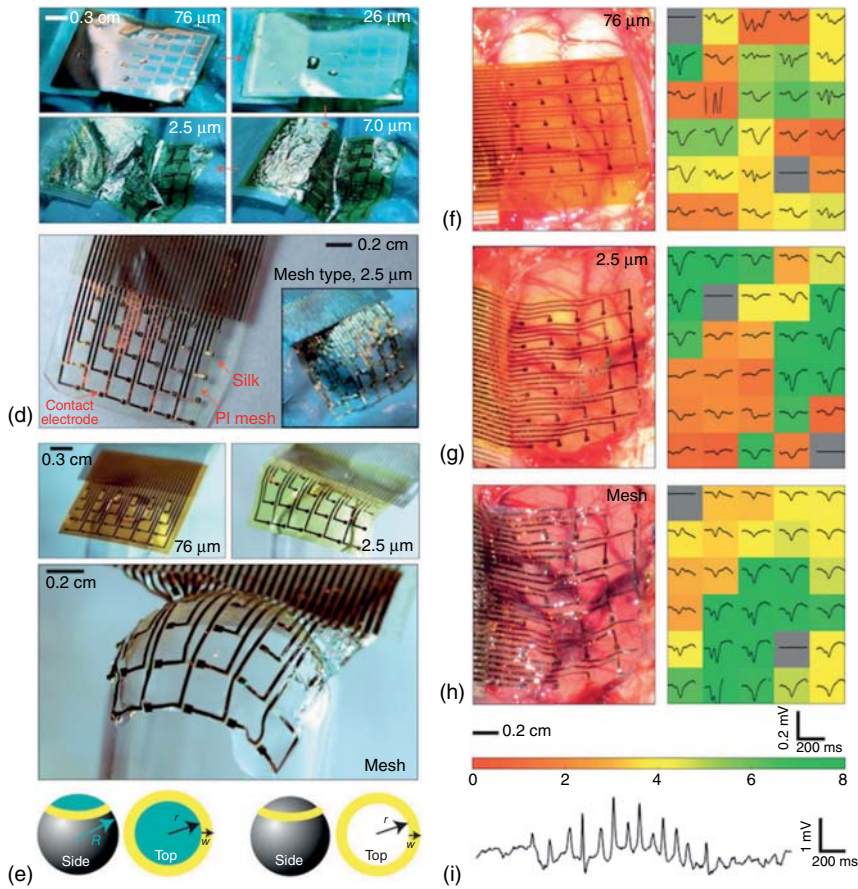 0.3 cm
76 μm
26 μm
2.5 μm
7.0 μm
0.2 cm
Mesh type, 2.5 μm
Silk
Contact
electrode
PI mesh
(d)
0.3 cm
76 μm
2.5 μm
0.2 cm
Mesh
R
Side
r
w
Top
Side
r
w
Top
(e)
76 μm
(f)
2.5 μm
(g)
Mesh
(h)
0.2 cm
0.2 mV
200 ms
0 2 4 6 8
1 mV
200 ms
(i)